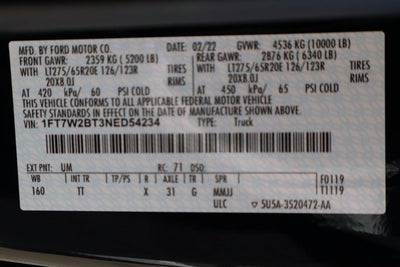 MFD. BY FORD MOTOR CO. 02/22 GVWR: 4536 KG (10000 LB)
FRONT GAWR: 2359 KG (5200 LB) REAR GAWR: 2876 KG (6340 LB)
WITH LT275/65R20E 126/123R TIRES WITH LT275/65R20E 126/123R TIRES
20X8.0J RIMS 20X8.0J RIMS
AT 420 kPa/ 60 PSI COLD AT 450 kPa/ 65 PSI COLD
THIS VEHICLE CONFORMS TO ALL APPLICABLE FEDERAL MOTOR VEHICLE
SAFETY STANDARDS IN EFFECT ON THE DATE OF MANUFACTURE SHOWN ABOVE.
VIN: 1FT7W2BT3NED54234 TYPE: Truck
EXT PNT: UM RC: 71 DSO:
WB INT TR TP/PS R AXLE TR SPR F0119
160 TT X 31 G MMJJ T1119
ULC 5U5A-3520472-AA